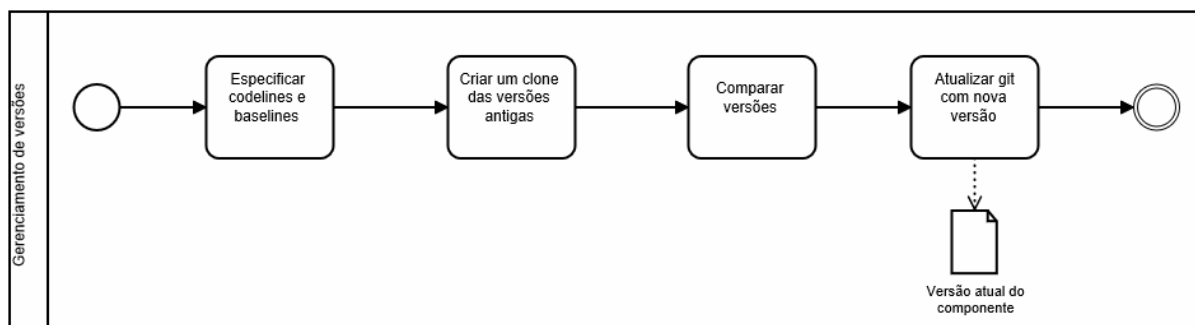 Gerenciamento de versões
Especificar
codelines e
baselines
Criar um clone
das versões
antigas
Comparar
versões
Atualizar git
com nova
versão
Versão atual do
componente